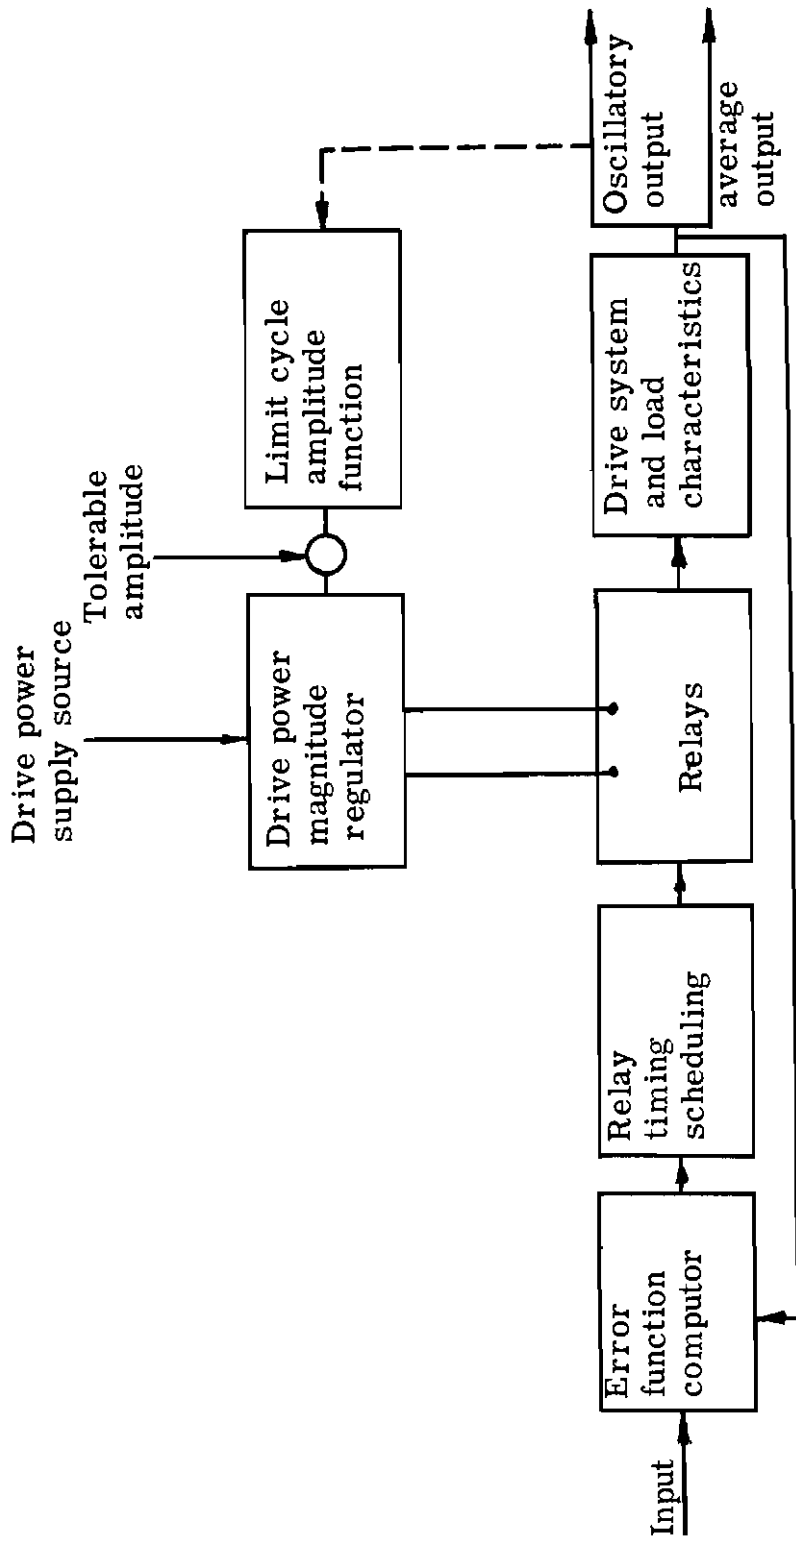 Drive power
supply source
Tolerable
amplitude
Drive power
magnitude
regulator
Limit cycle
amplitude
function
Input
Error
function
computor
Relay
timing
scheduling
Relays
Drive system
and load
characteristics
Oscillatory
output
average
output